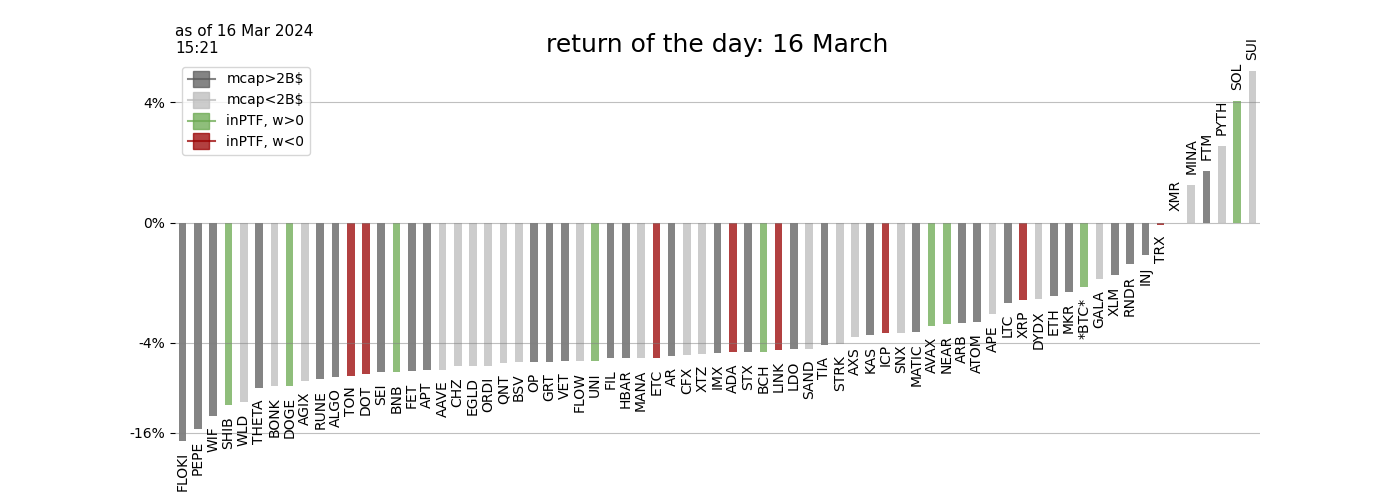 as of 16 Mar 2024
15:21
return of the day: 16 March
mcap>2B$
mcap<2B$
inPTF, w>0
inPTF, w<0
4%
0%
-4%
-16%
FLOKI
PEPE
WIF
SHIB
WLD
THETA
BONK
DOGE
AGIX
RUNE
ALGO
TON
DOT
SEI
BNB
FET
APT
AAVE
CHZ
EGLD
ORDI
QNT
BSV
OP
GRT
VET
FLOW
UNI
FIL
HBAR
MANA
ETC
AR
CFX
XTZ
IMX
ADA
STX
BCH
LINK
LDO
SAND
TIA
STRK
AXS
KAS
ICP
SNX
MATIC
AVAX
NEAR
ARB
ATOM
APE
LTC
XRP
DYDX
ETH
MKR
*BTC*
GALA
XLM
RNDR
INJ
TRX
XMR
MINA
FTM
PYTH
SOL
SUI